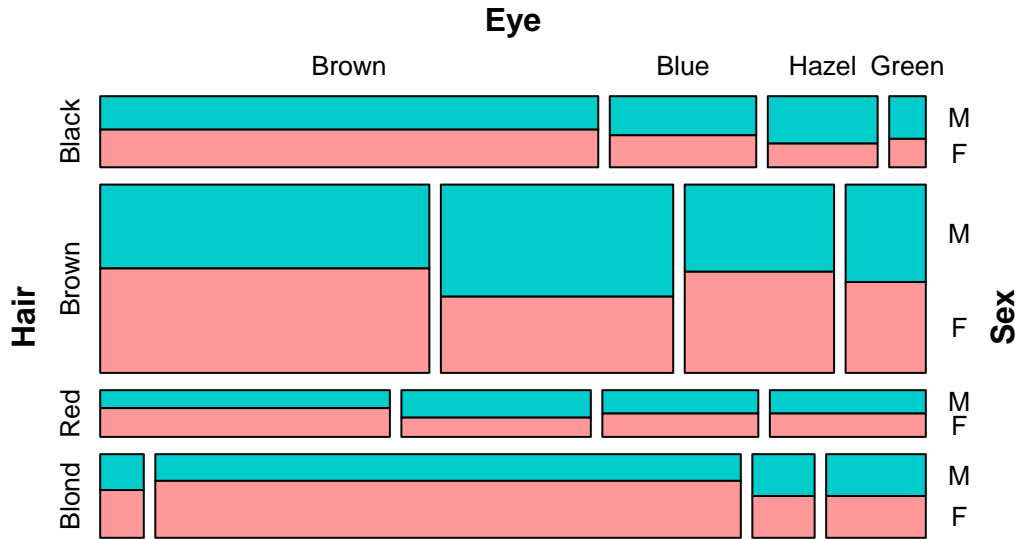 Eye
Brown Blue Hazel Green
Black
M
F
Brown
M
F
Hair
Sex
Red
M
F
Blond
M
F